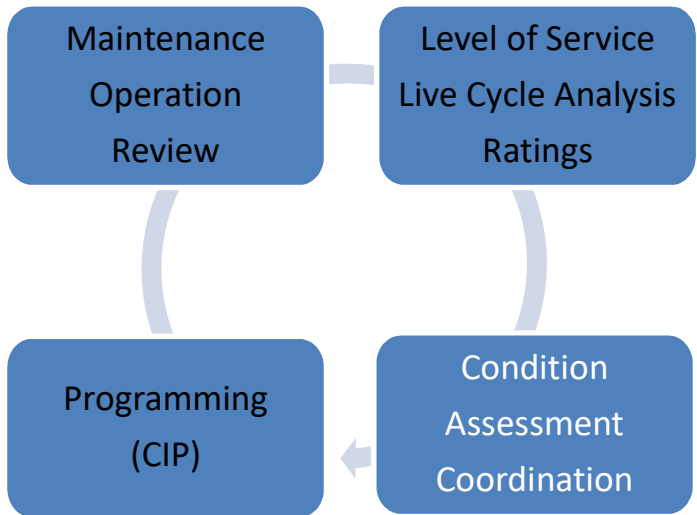 Maintenance
Operation
Review
Level of Service
Live Cycle Analysis
Ratings
Programming
(CIP)
Condition
Assessment
Coordination